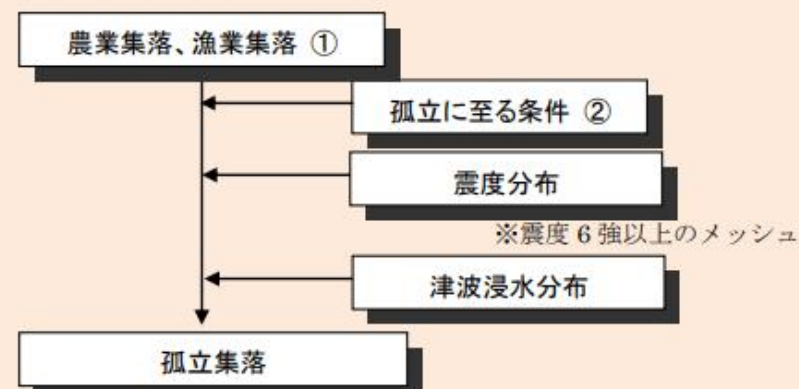 農業集落、漁業集落 ①
孤立に至る条件 ②
震度分布
※震度 6 強以上のメッシュ
津波浸水分布
孤立集落